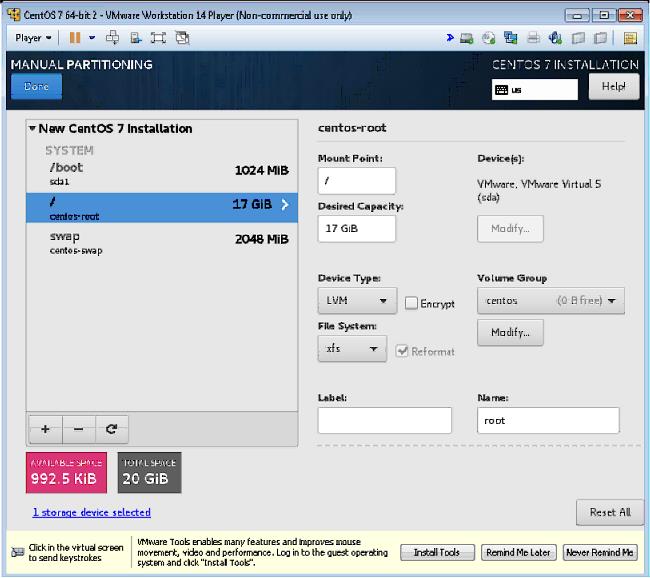 CentOS 7 64-bit 2 - VMware Workstation 14 Player (Non-commercial use only)
Player
MANUAL PARTITIONING
CENTOS 7 INSTALLATION
Done
us
Help!
New CentOS 7 Installation
SYSTEM
/boot
1024 MiB
sda1
/
17 GiB
centos-root
swap
2048 MiB
centos-swap
centos-root
Mount Point:
/
Device(s):
VMware, VMware Virtual S
(sda)
Desired Capacity:
17 GiB
Modify...
Device Type:
LVM
Encrypt
Volume Group
centos (0 B free)
File System:
xfs
Reformat
Modify...
Label:
Name:
root
+ −
AVAILABLE SPACE
992.5 KiB
TOTAL SPACE
20 GiB
1 storage device selected
Reset All
Click in the virtual screen
to send keystrokes
VMware Tools enables many features and improves mouse
movement, video and performance. Log in to the guest operating
system and click "Install Tools".
Install Tools
Remind Me Later
Never Remind Me